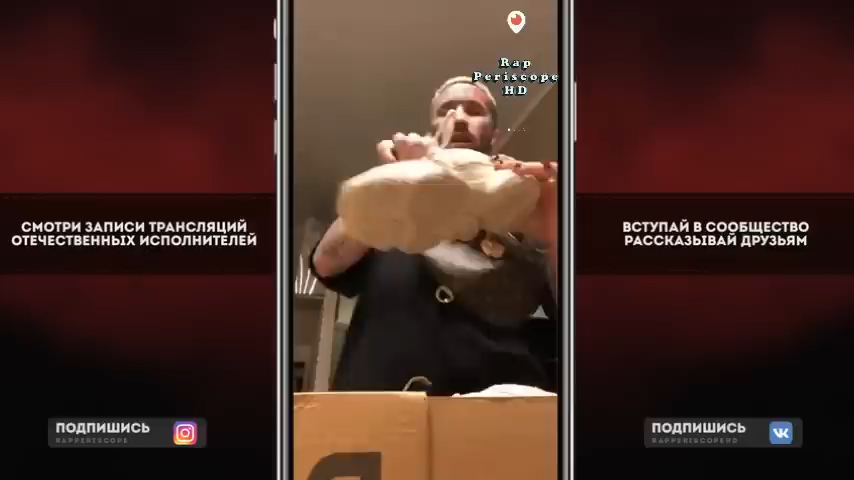 Rap
Periscope
HD
СМОТРИ ЗАПИСИ ТРАНСЛЯЦИЙ
ОТЕЧЕСТВЕННЫХ ИСПОЛНИТЕЛЕЙ
ВСТУПАЙ В СООБЩЕСТВО
РАССКАЗЫВАЙ ДРУЗЬЯМ
ПОДПИШИСЬ
RAPPERISCOPE
ПОДПИШИСЬ
RAPPERISCOPEHD